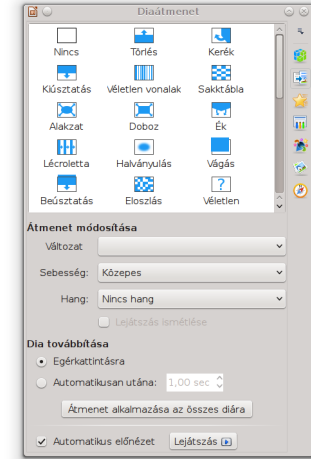 Diaátmenet
Nincs Törlés Kerék
Kiúsztatás Véletlen vonalak Sakktábla
Alakzat Doboz Ék
Lécroletta Halványulás Vágás
Beúsztatás Eloszlás Véletlen
Átmenet módosítása
Változat
Sebesség: Közepes
Hang: Nincs hang
Lejátszás ismétlése
Dia továbbítása
Egérkattintásra
Automatikusan utána: 1,00 sec
Átmenet alkalmazása az összes diára
Automatikus előnézet Lejátszás